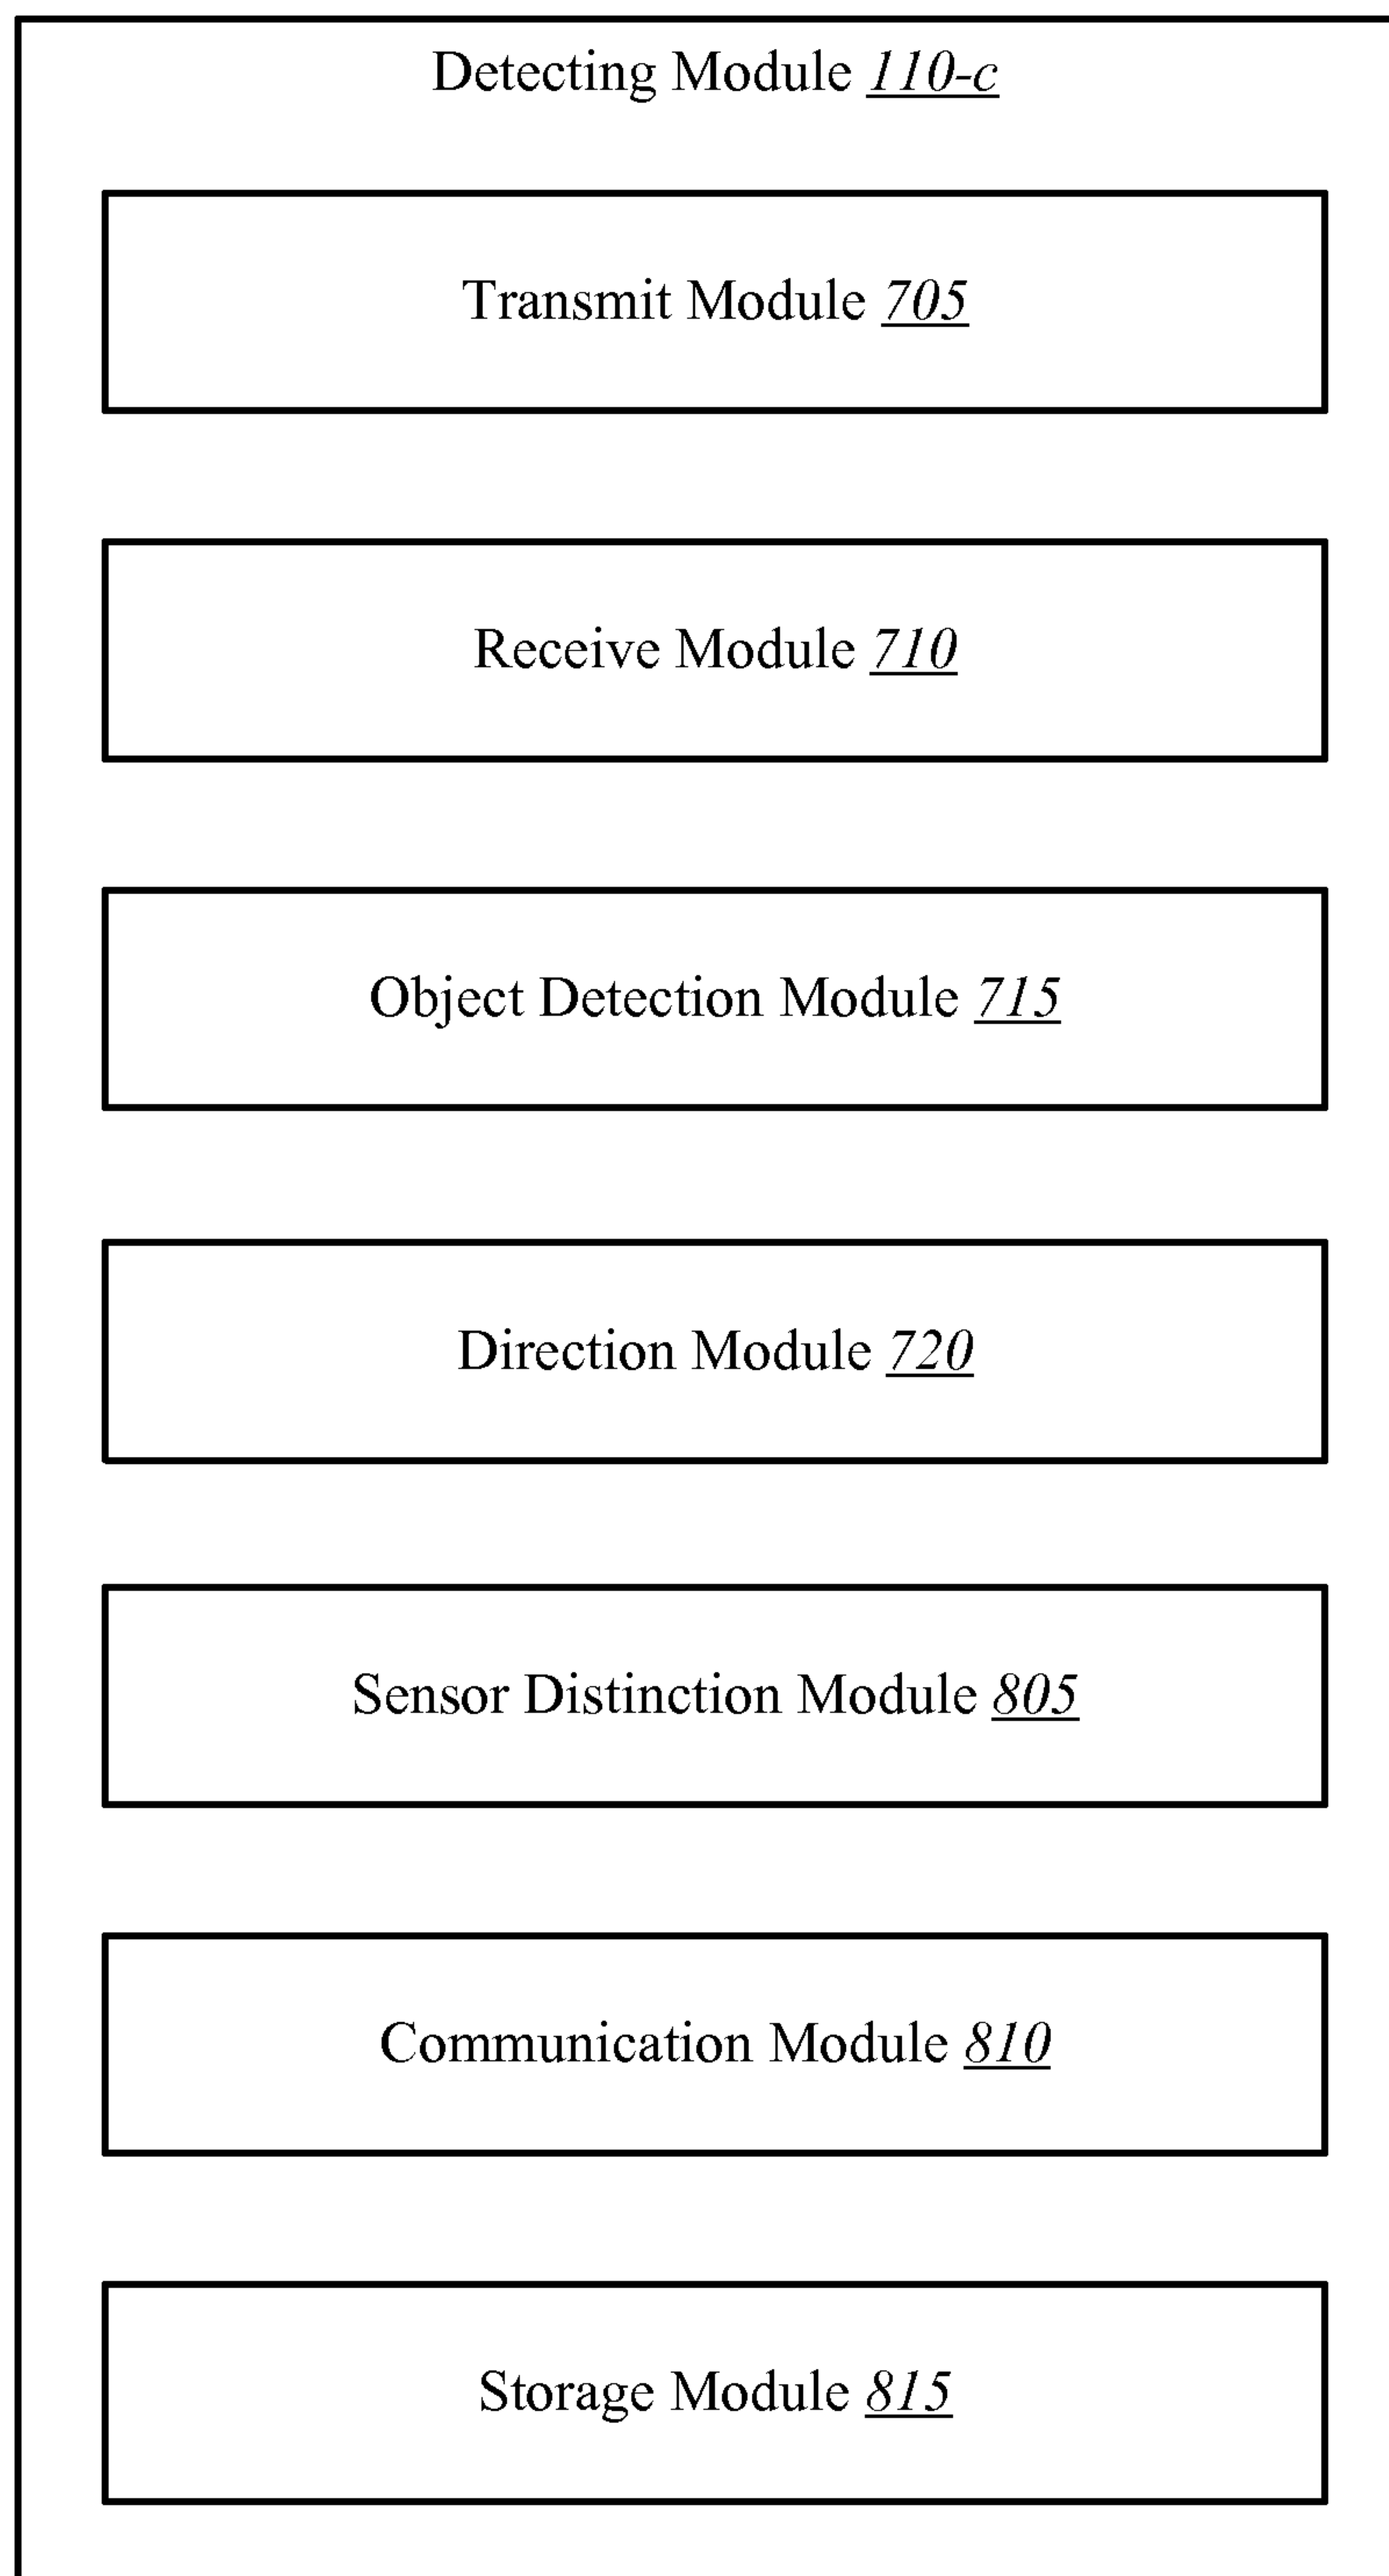 Detecting Module 110-c
Transmit Module 705
Receive Module 710
Object Detection Module 715
Direction Module 720
Sensor Distinction Module 805
Communication Module 810
Storage Module 815